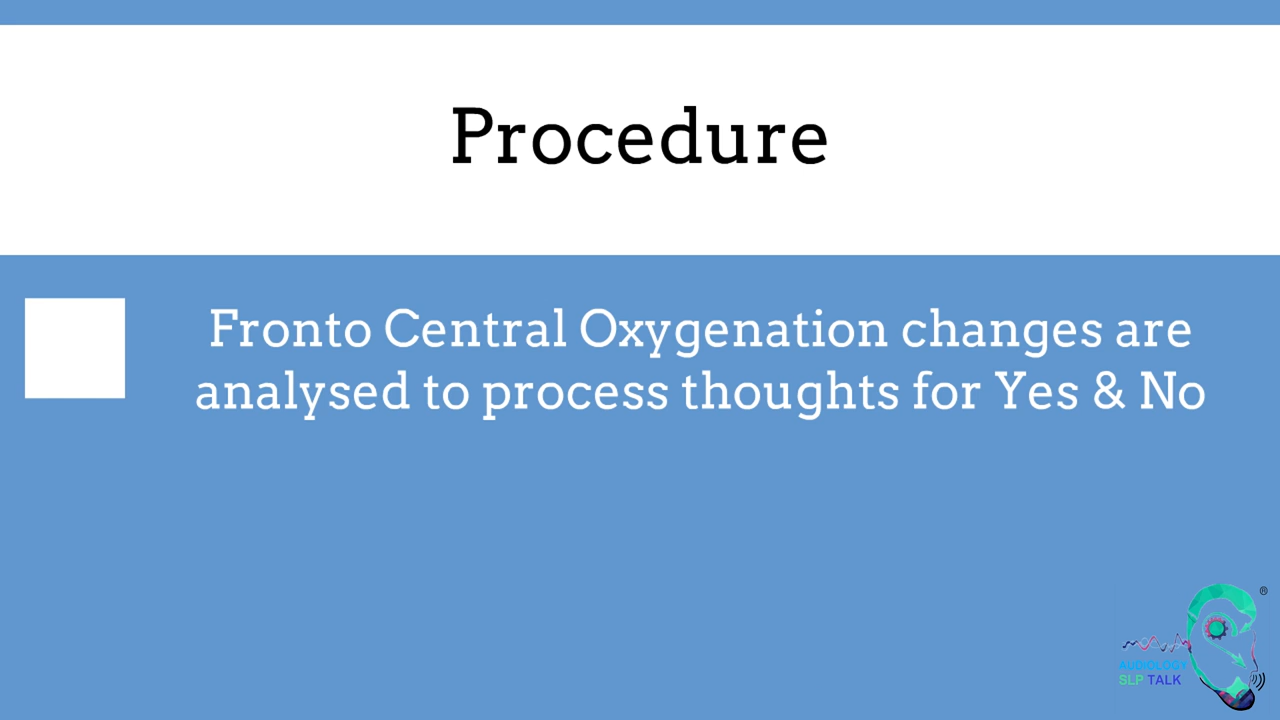 Procedure
Fronto Central Oxygenation changes are
analysed to process thoughts for Yes & No
®
AUDIOLOGY
SLP TALK